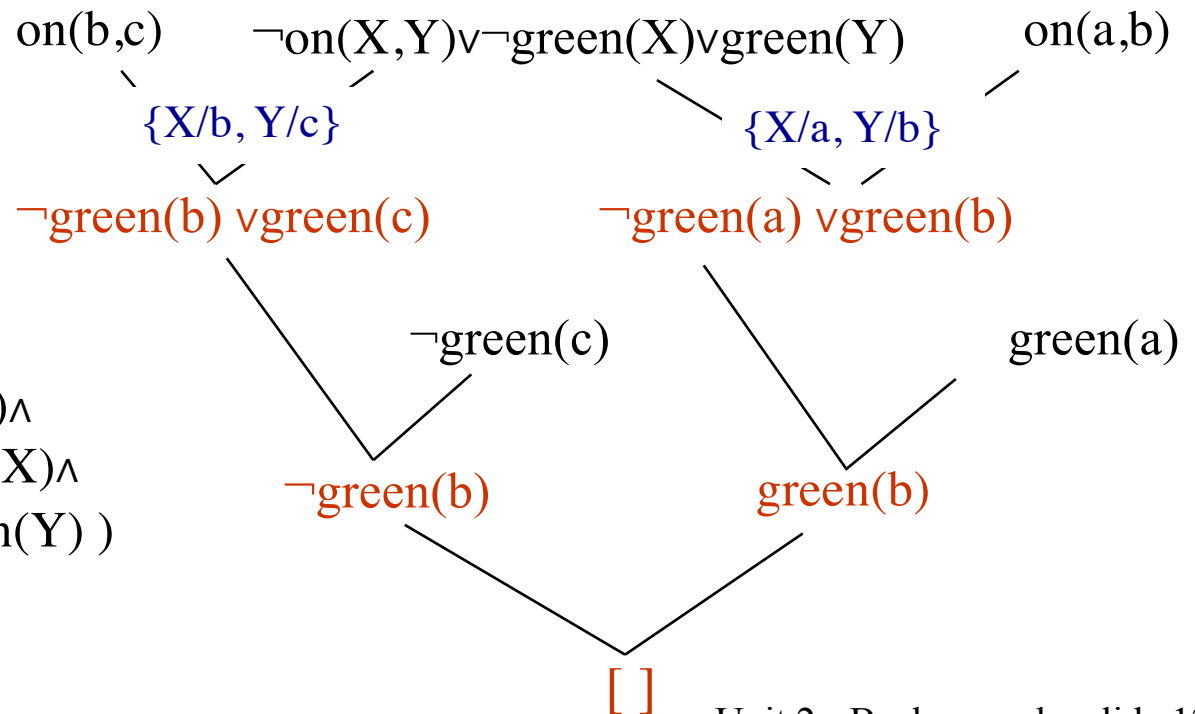 on(b,c) ¬on(X,Y)∨¬green(X)∨green(Y) on(a,b)
{X/b, Y/c} {X/a, Y/b}
¬green(b) ∨green(c) ¬green(a) ∨green(b)
¬green(c) green(a)
)∧
X)∧
¬green(b) green(b)
n(Y) )
[ ]